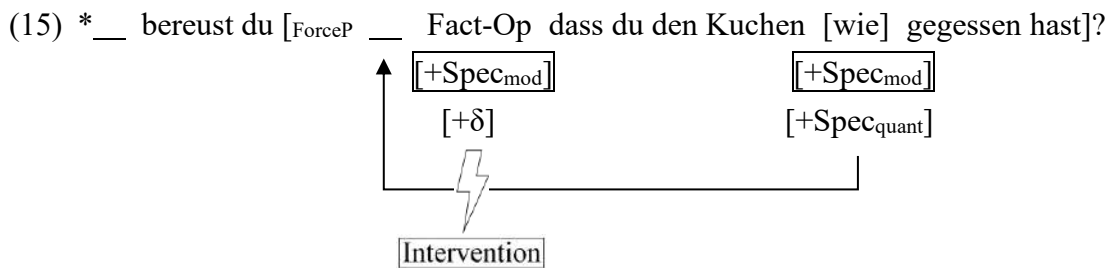 (15) *__ bereust du [ForceP __ Fact-Op dass du den Kuchen [wie] gegessen hast]?
[+Specmod] [+Specmod]
[+δ] [+Specquant]
Intervention